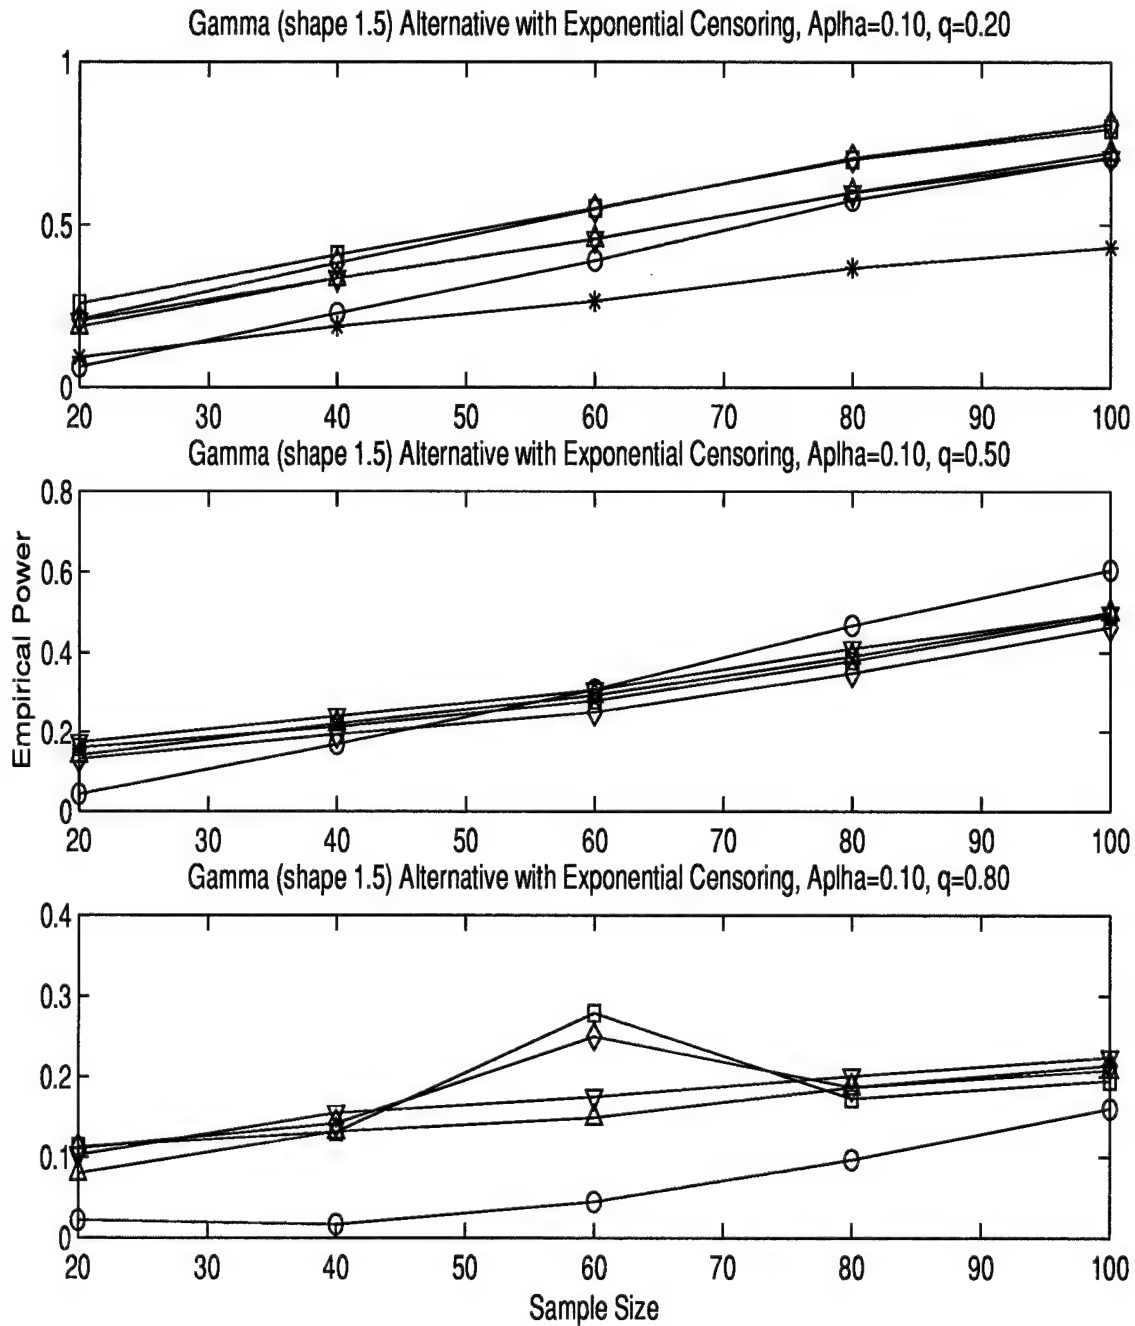 Gamma (shape 1.5) Alternative with Exponential Censoring, Aplha=0.10, q=0.20
1
0.5
0
20 30 40 50 60 70 80 90 100
Gamma (shape 1.5) Alternative with Exponential Censoring, Aplha=0.10, q=0.50
Empirical Power
0.8
0.6
0.4
0.2
0
20 30 40 50 60 70 80 90 100
Gamma (shape 1.5) Alternative with Exponential Censoring, Aplha=0.10, q=0.80
0.4
0.3
0.2
0.1
0
20 30 40 50 60 70 80 90 100
Sample Size